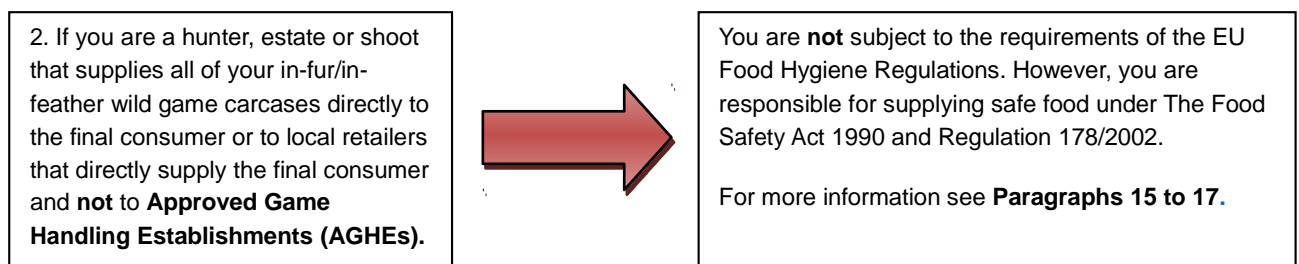 2. If you are a hunter, estate or shoot
that supplies all of your in-fur/in-
feather wild game carcases directly to
the final consumer or to local retailers
that directly supply the final consumer
and not to Approved Game
Handling Establishments (AGHEs).
You are not subject to the requirements of the EU
Food Hygiene Regulations. However, you are
responsible for supplying safe food under The Food
Safety Act 1990 and Regulation 178/2002.
For more information see Paragraphs 15 to 17.